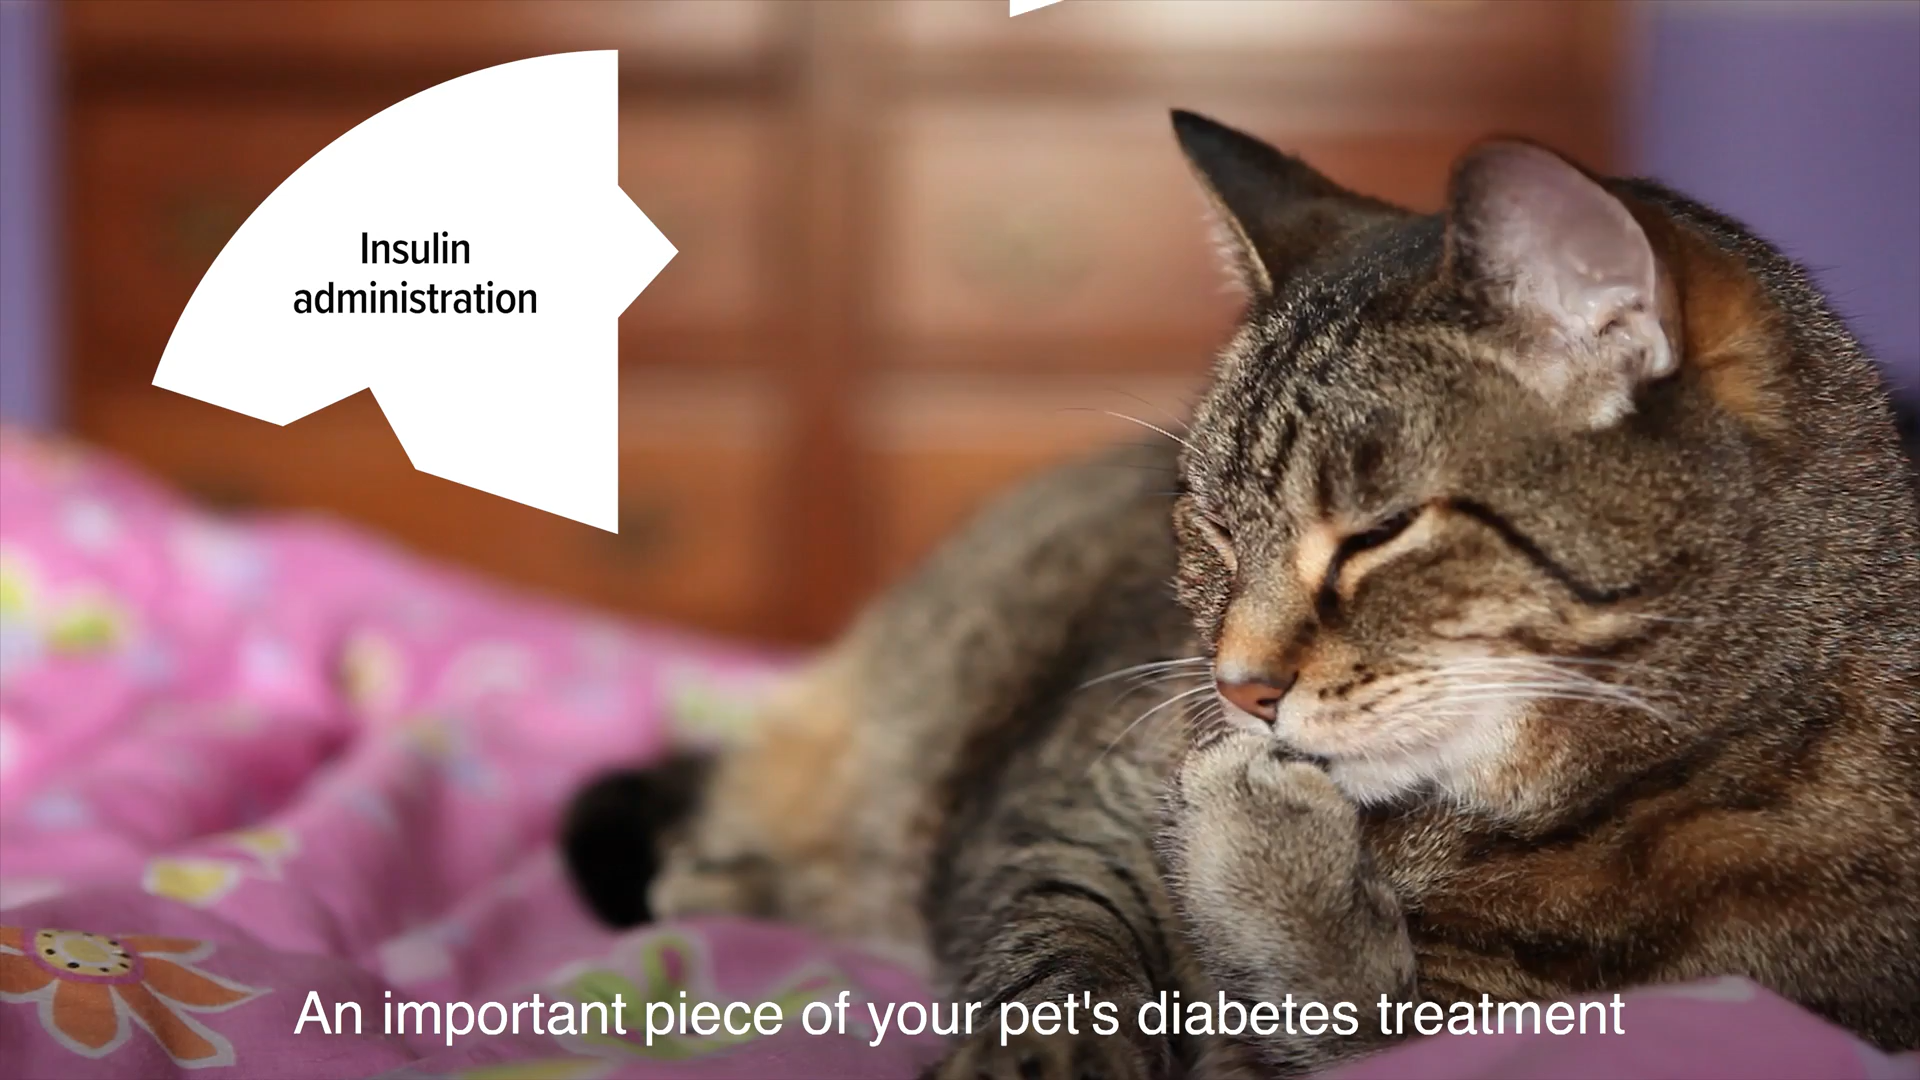 Insulin
administration
An important piece of your pet's diabetes treatment